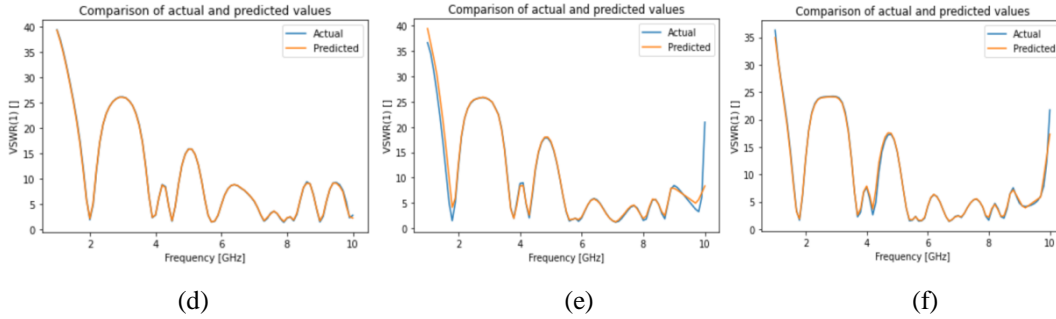 Comparison of actual and predicted values
40
35
30
25
20
15
10
5
0
VSWR(1) []
Actual
Predicted
2
4
6
8
10
Frequency [GHz]
(d)
Comparison of actual and predicted values
40
35
30
25
20
15
10
5
0
VSWR(1) []
Actual
Predicted
2
4
6
8
10
Frequency [GHz]
(e)
Comparison of actual and predicted values
35
30
25
20
15
10
5
0
VSWR(1) []
Actual
Predicted
2
4
6
8
10
Frequency [GHz]
(f)